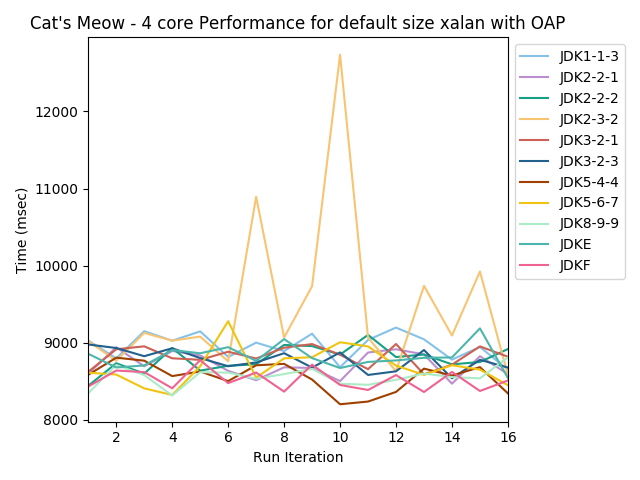 Cat's Meow - 4 core Performance for default size xalan with OAP
Time (msec)
12000
11000
10000
9000
8000
2 4 6 8 10 12 14 16
Run Iteration
JDK1-1-3
JDK2-2-1
JDK2-2-2
JDK2-3-2
JDK3-2-1
JDK3-2-3
JDK5-4-4
JDK5-6-7
JDK8-9-9
JDKE
JDKF